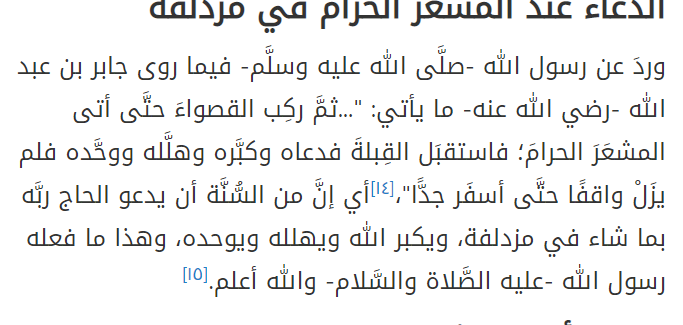 الدعاء عند المشعر الحرام في مزدلفة
وردَ عن رسول الله -صلَّى الله عليه وسلَّم- فيما روى جابر بن عبد
الله -رضي الله عنه- ما يأتي: "...ثمَّ ركِب القصواءَ حتَّى أتى
المشعَرَ الحرامَ؛ فاستقبَل القِبلةَ فدعاه وكبَّره وهلَّله ووحَّده فلم
يزَلْ واقفًا حتَّى أسفَر جدًّا"،[١٤]أي إنَّ من السُّنَّة أن يدعو الحاج ربَّه
بما شاء في مزدلفة، ويكبر الله ويهلله ويوحده، وهذا ما فعله
رسول الله -عليه الصَّلاة والسَّلام- والله أعلم.[١٥]